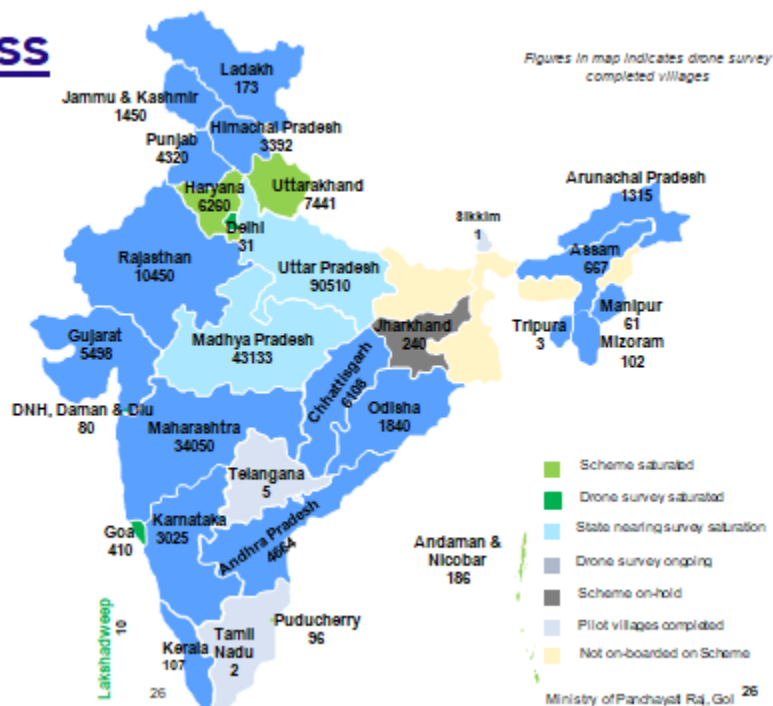 ss
Figures in map indicates drone survey
completed villages
Ladakh
173
Jammu & Kashmir
1450
Himachal Pradesh
3392
Punjab
4320
Haryana
6260
Uttarakhand
7441
Delhi
31
Arunachal Pradesh
1315
Sikkim
1
Rajasthan
10450
Uttar Pradesh
90510
Assam
667
Manipur
61
Tripura
3
Mizoram
102
Gujarat
5498
Madhya Pradesh
43133
Jharkhand
240
Chhattisgarh
6108
DNH, Daman & Diu
80
Maharashtra
34050
Odisha
1840
Telangana
5
Goa
410
Karnataka
3025
Andhra Pradesh
4664
Andaman &
Nicobar
186
Lakshadweep
10
Kerala
107
Tamil
Nadu
2
Puducherry
96
Scheme saturated
Drone survey saturated
State nearing survey saturation
Drone survey ongoing
Scheme on-hold
Pilot villages completed
Not on-boarded on Scheme
26
Ministry of Panchayati Raj, GoI 26